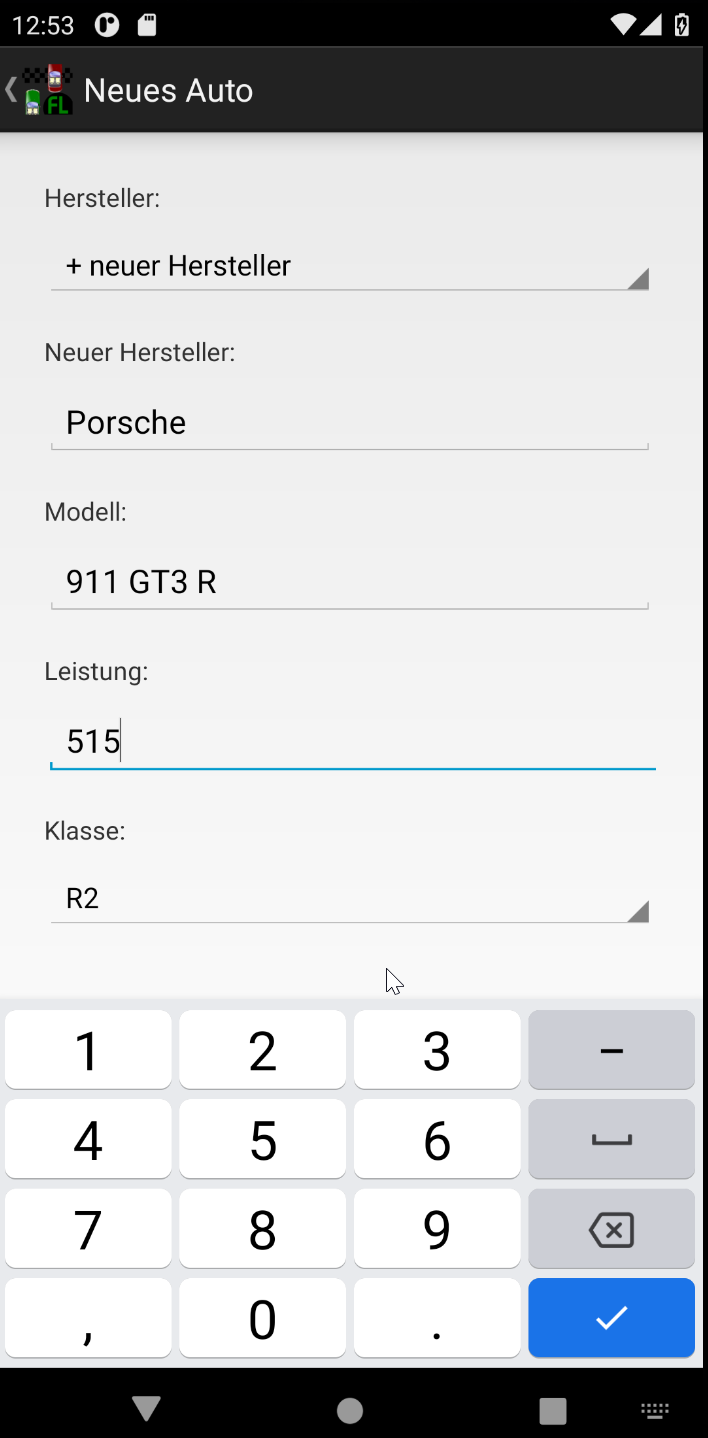 12:53
FL
Neues Auto
Hersteller:
+ neuer Hersteller
Neuer Hersteller:
Porsche
Modell:
911 GT3 R
Leistung:
515
Klasse:
R2
1 2 3 –
4 5 6
7 8 9
, 0 .